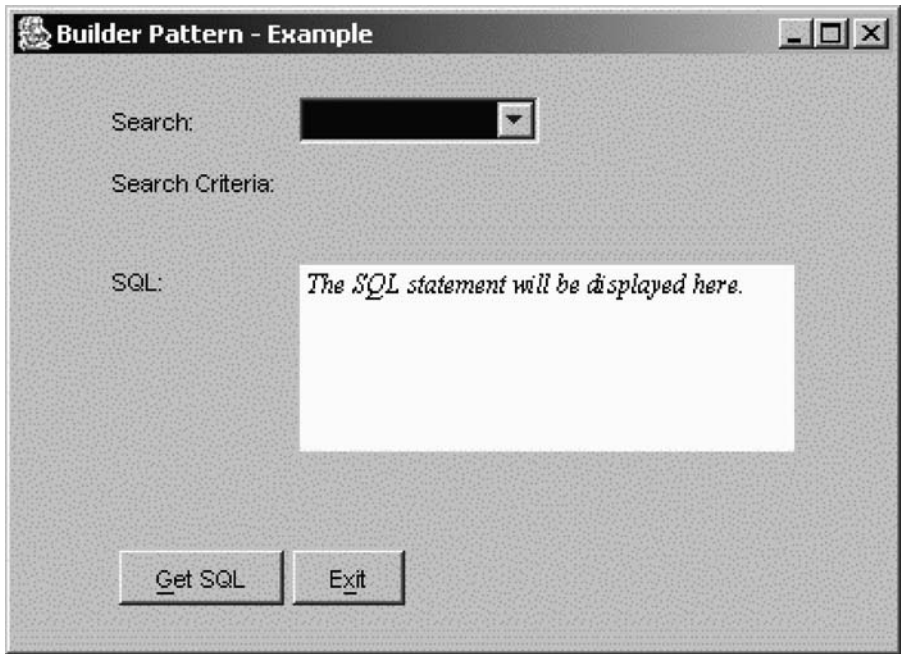 Builder Pattern - Example
Search:
Search Criteria:
SQL:
The SQL statement will be displayed here.
Get SQL
Exit